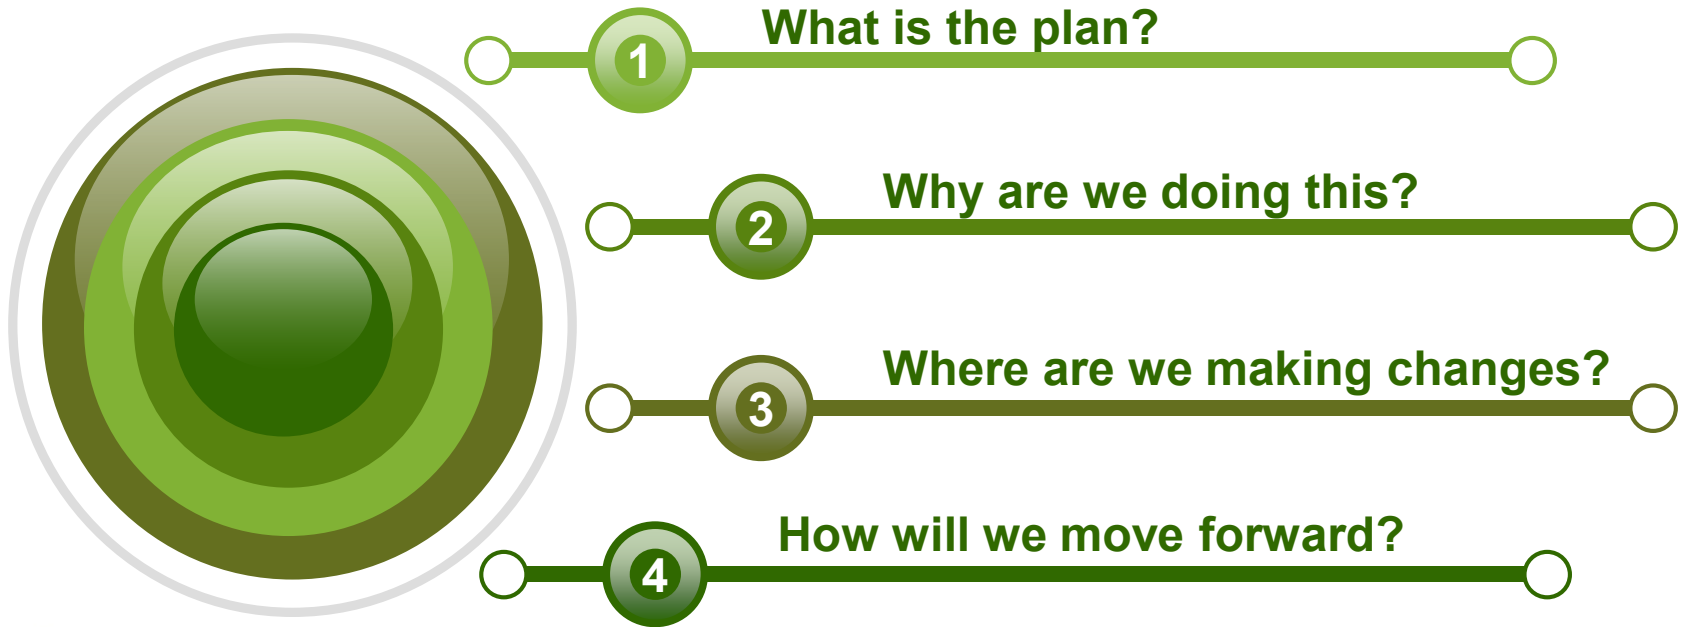 1 What is the plan?
2 Why are we doing this?
3 Where are we making changes?
4 How will we move forward?